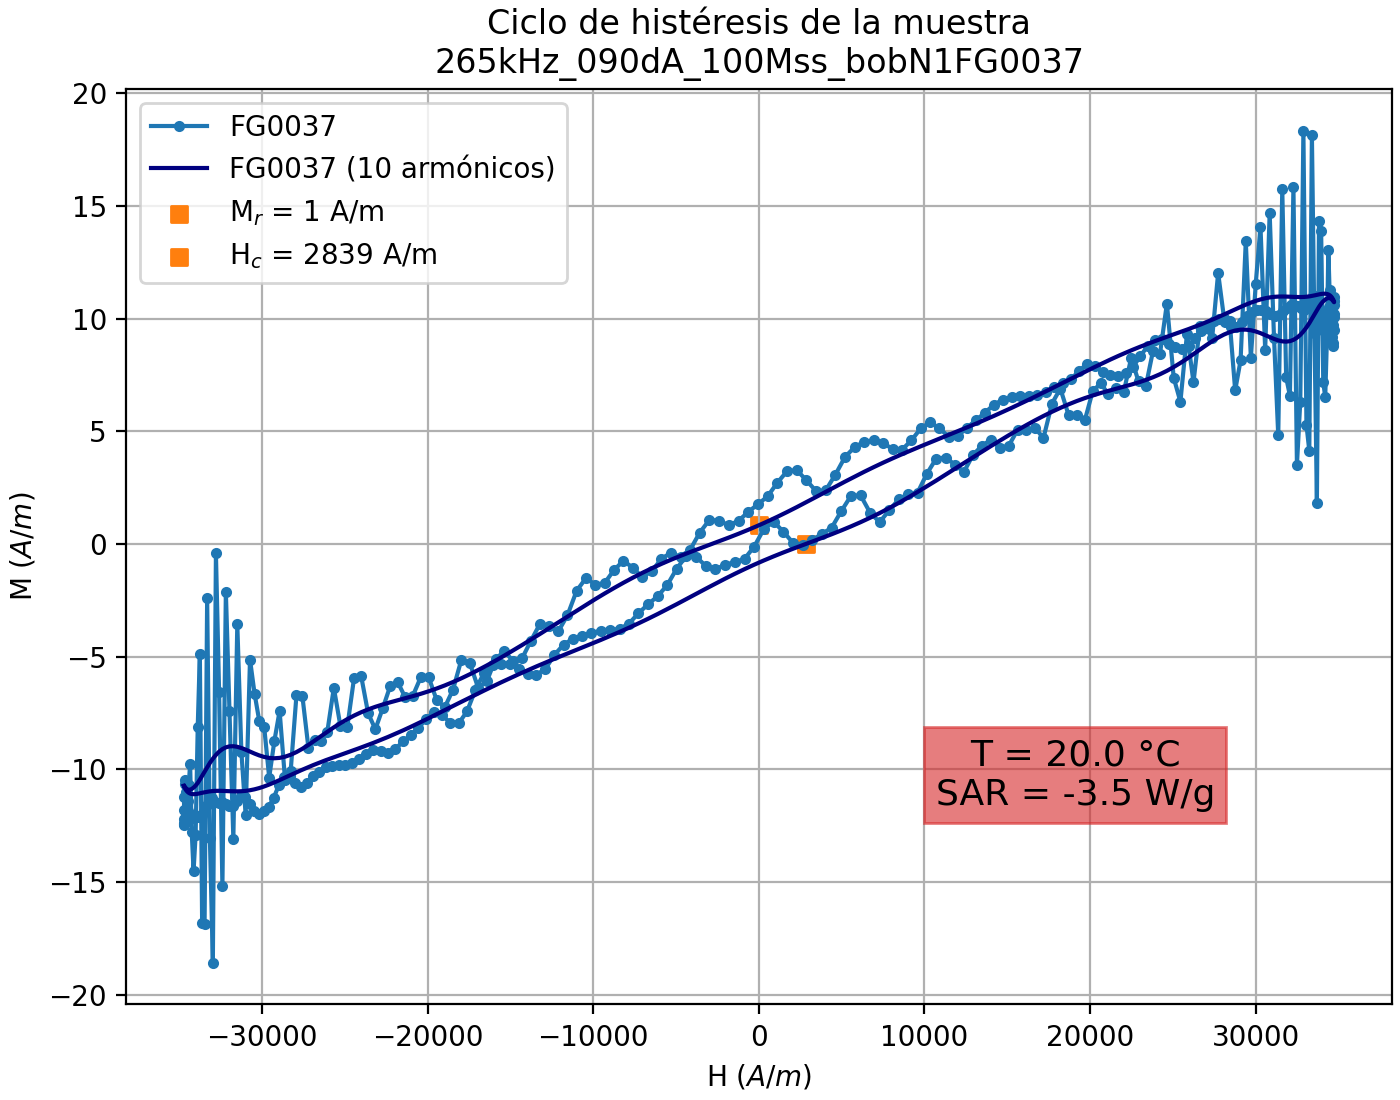 Ciclo de histéresis de la muestra
265kHz_090dA_100Mss_bobN1FG0037
FG0037
FG0037 (10 armónicos)
Mᵣ = 1 A/m
H_c = 2839 A/m
20
15
10
5
0
−5
−10
−15
−20
M (A/m)
T = 20.0 °C
SAR = -3.5 W/g
−30000 −20000 −10000 0 10000 20000 30000
H (A/m)